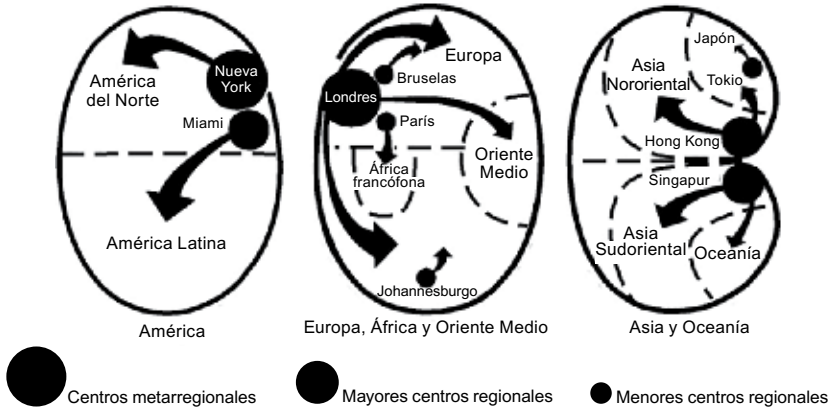 América
del Norte
Nueva
York
Miami
América Latina
América
Europa
Bruselas
Londres
París
Oriente
Medio
África
francófona
Johannesburgo
Europa, África y Oriente Medio
Japón
Asia
Nororiental
Tokio
Hong Kong
Singapur
Asia
Sudoriental
Oceanía
Asia y Oceanía
Centros metarregionales
Mayores centros regionales
Menores centros regionales